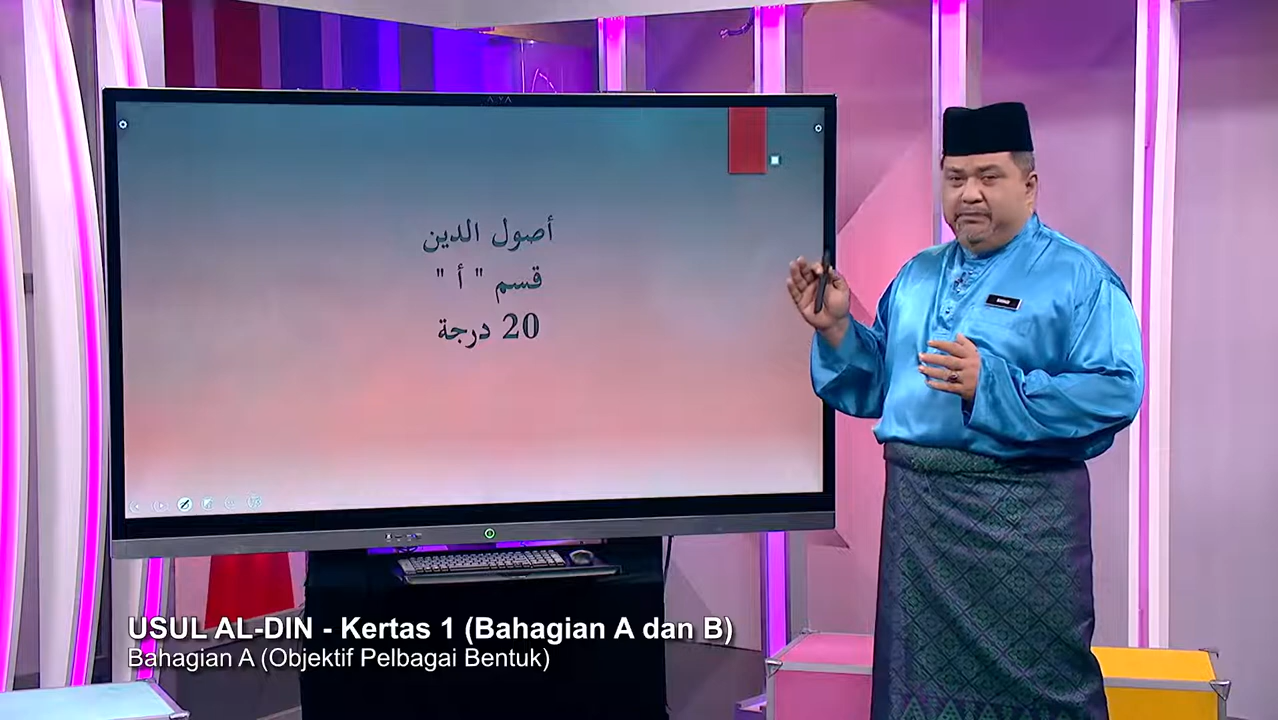 أصول الدين
قسم " أ "
20 درجة
USUL AL-DIN - Kertas 1 (Bahagian A dan B)
Bahagian A (Objektif Pelbagai Bentuk)